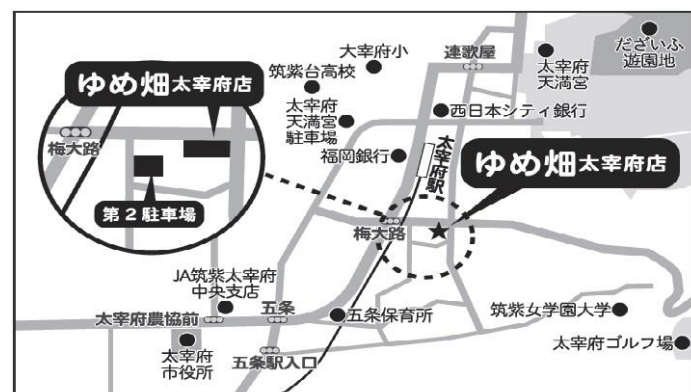 だざいふ
遊園地
大宰府小
連歌屋
太宰府
天満宮
筑紫台高校
太宰府
天満宮
駐車場
西日本シティ銀行
福岡銀行
太宰府駅
ゆめ畑太宰府店
梅大路
第2駐車場
ゆめ畑太宰府店
梅大路
JA筑紫太宰府
中央支店
太宰府農協前
五条
五条保育所
筑紫女学園大学
太宰府ゴルフ場
太宰府
市役所
五条駅入口